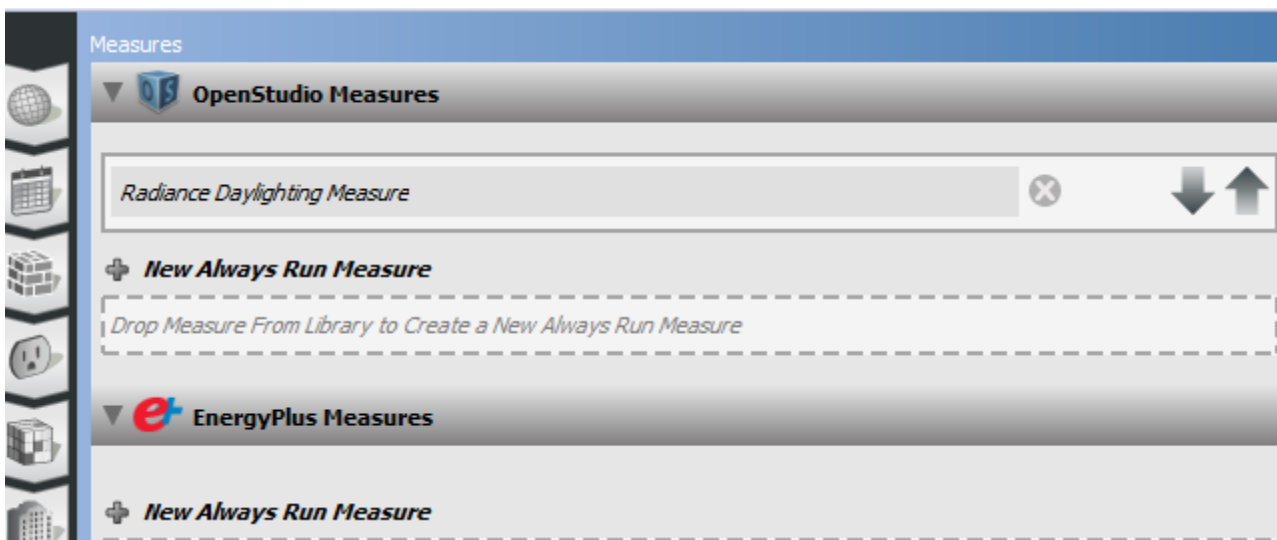 Measures
OS OpenStudio Measures
Radiance Daylighting Measure
New Always Run Measure
Drop Measure From Library to Create a New Always Run Measure
e+ EnergyPlus Measures
New Always Run Measure